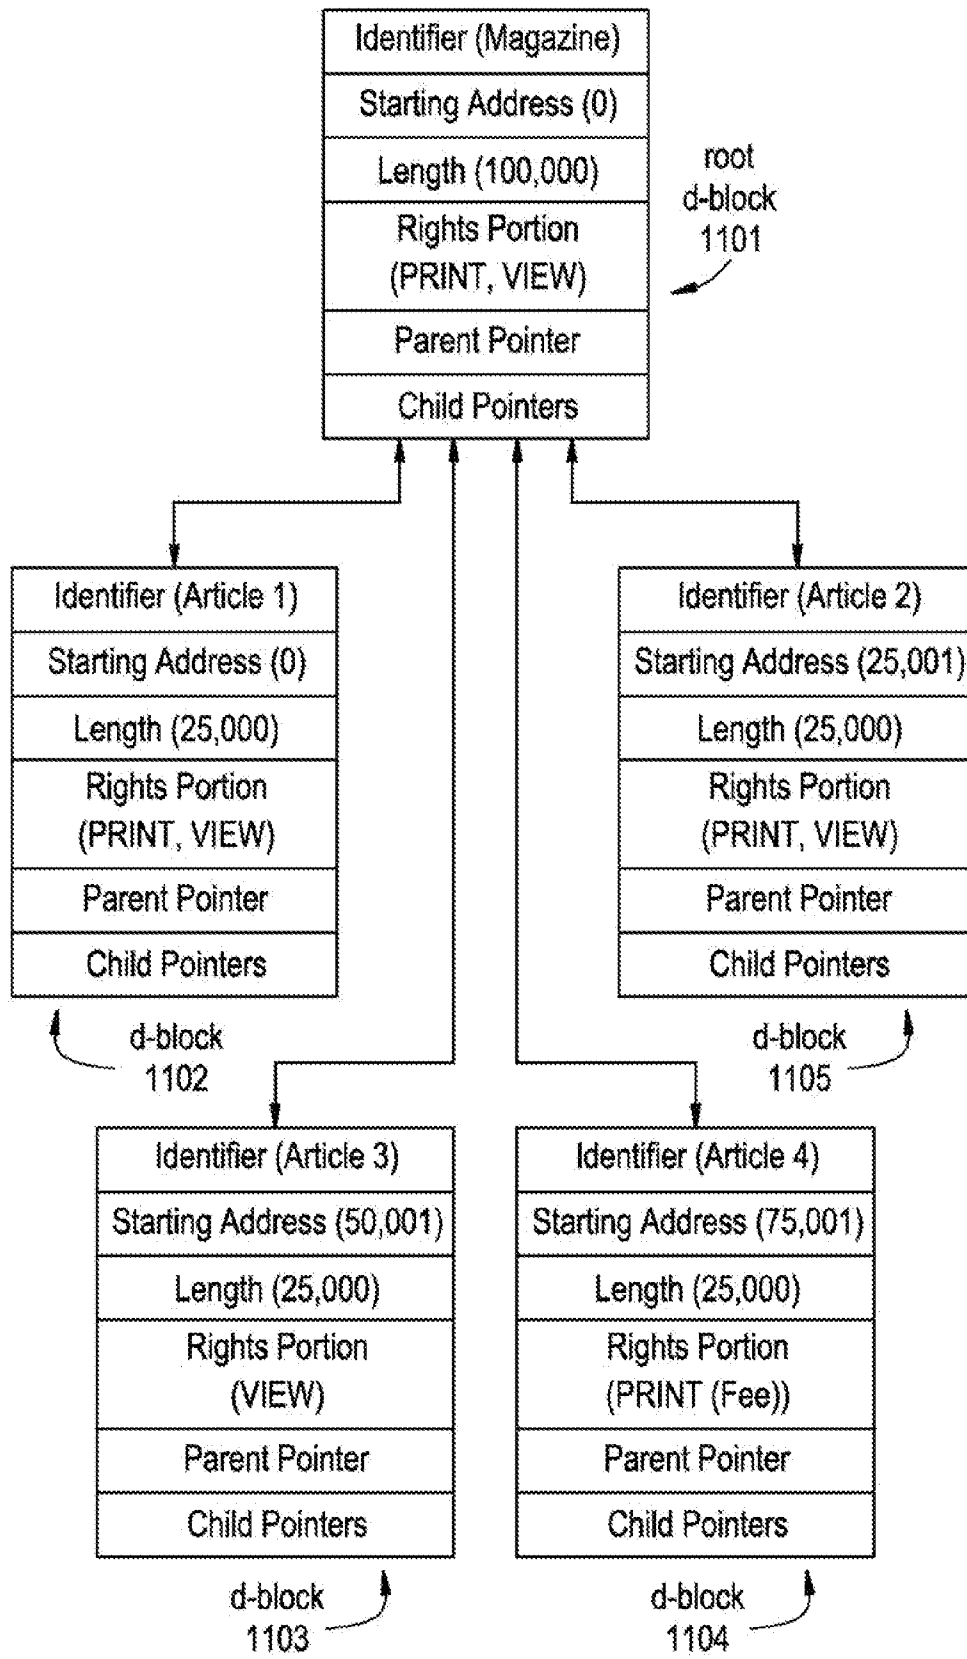 Identifier (Magazine)
Starting Address (0)
Length (100,000)
Rights Portion
(PRINT, VIEW)
Parent Pointer
Child Pointers
root
d-block
1101
Identifier (Article 1)
Starting Address (0)
Length (25,000)
Rights Portion
(PRINT, VIEW)
Parent Pointer
Child Pointers
d-block
1102
Identifier (Article 2)
Starting Address (25,001)
Length (25,000)
Rights Portion
(PRINT, VIEW)
Parent Pointer
Child Pointers
d-block
1105
Identifier (Article 3)
Starting Address (50,001)
Length (25,000)
Rights Portion
(VIEW)
Parent Pointer
Child Pointers
d-block
1103
Identifier (Article 4)
Starting Address (75,001)
Length (25,000)
Rights Portion
(PRINT (Fee))
Parent Pointer
Child Pointers
d-block
1104